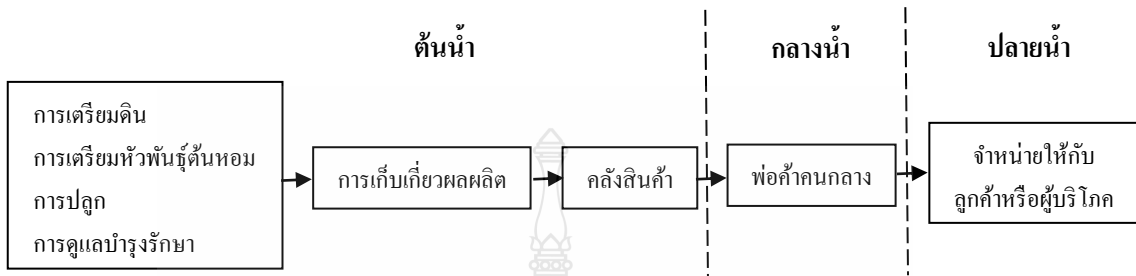 ต้นน้ำ
กลางน้ำ
ปลายน้ำ
การเตรียมดิน
การเตรียมหัวพันธุ์ต้นหอม
การปลูก
การดูแลบำรุงรักษา
การเก็บเกี่ยวผลผลิต
คลังสินค้า
พ่อค้าคนกลาง
จำหน่ายให้กับ
ลูกค้าหรือผู้บริโภค